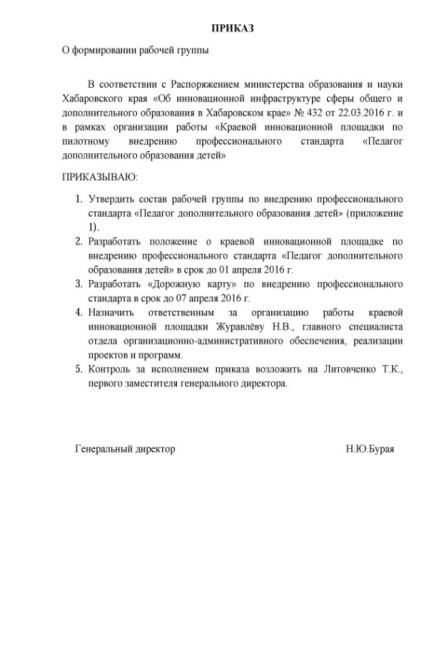 ПРИКАЗ
О формировании рабочей группы
В соответствии с Распоряжением министерства образования и науки
Хабаровского края «Об инновационной инфраструктуре сферы общего и
дополнительного образования в Хабаровском крае» № 432 от 22.03.2016 г. и
в рамках организации работы «Краевой инновационной площадки по
пилотному внедрению профессионального стандарта «Педагог
дополнительного образования детей»
ПРИКАЗЫВАЮ:
1. Утвердить состав рабочей группы по внедрению профессионального
стандарта «Педагог дополнительного образования детей» (приложение
1).
2. Разработать положение о краевой инновационной площадке по
внедрению профессионального стандарта «Педагог дополнительного
образования детей» в срок до 01 апреля 2016 г.
3. Разработать «Дорожную карту» по внедрению профессионального
стандарта в срок до 07 апреля 2016 г.
4. Назначить ответственным за организацию работы краевой
инновационной площадки Журавлёву Н.В., главного специалиста
отдела организационно-административного обеспечения, реализации
проектов и программ.
5. Контроль за исполнением приказа возложить на Литовченко Т.К.,
первого заместителя генерального директора.
Генеральный директор Н.Ю.Бурая